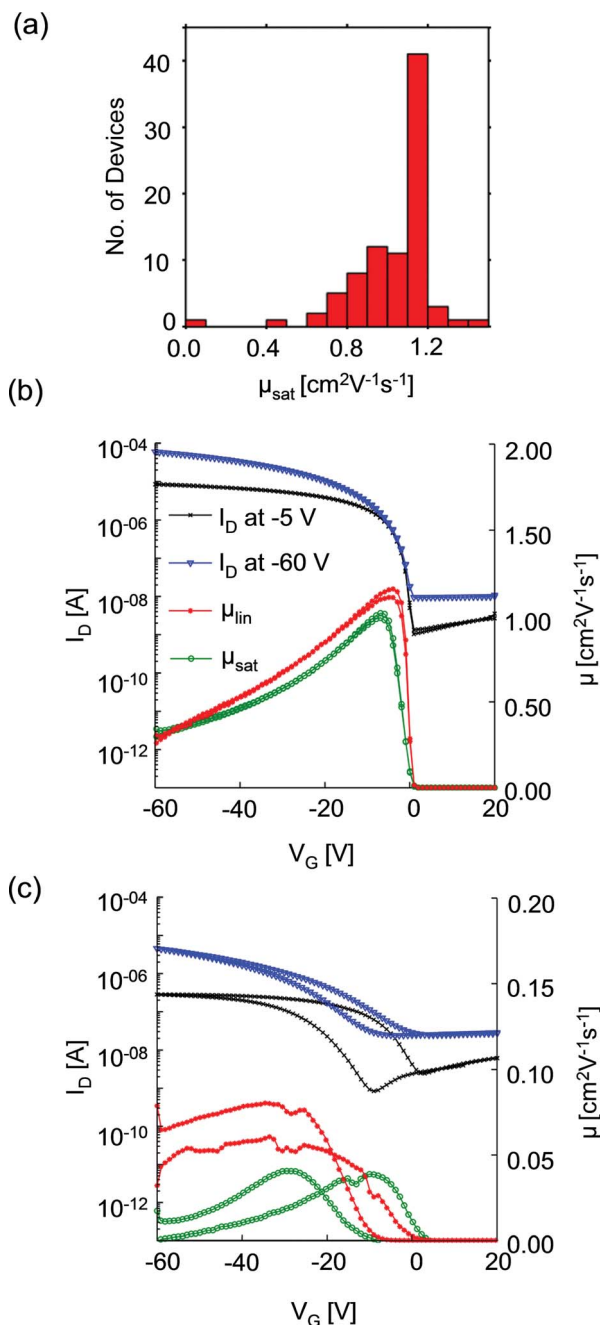 (a)
40
30
20
10
0
No. of Devices
0.0 0.4 0.8 1.2
μsat [cm2V-1s-1]
(b)
10-04
10-06
10-08
10-10
10-12
ID [A]
ID at -5 V
ID at -60 V
μlin
μsat
2.00
1.50
1.00
0.50
0.00
μ [cm2V-1s-1]
-60 -40 -20 0 20
VG [V]
(c)
10-04
10-06
10-08
10-10
10-12
ID [A]
0.20
0.15
0.10
0.05
0.00
μ [cm2V-1s-1]
-60 -40 -20 0 20
VG [V]